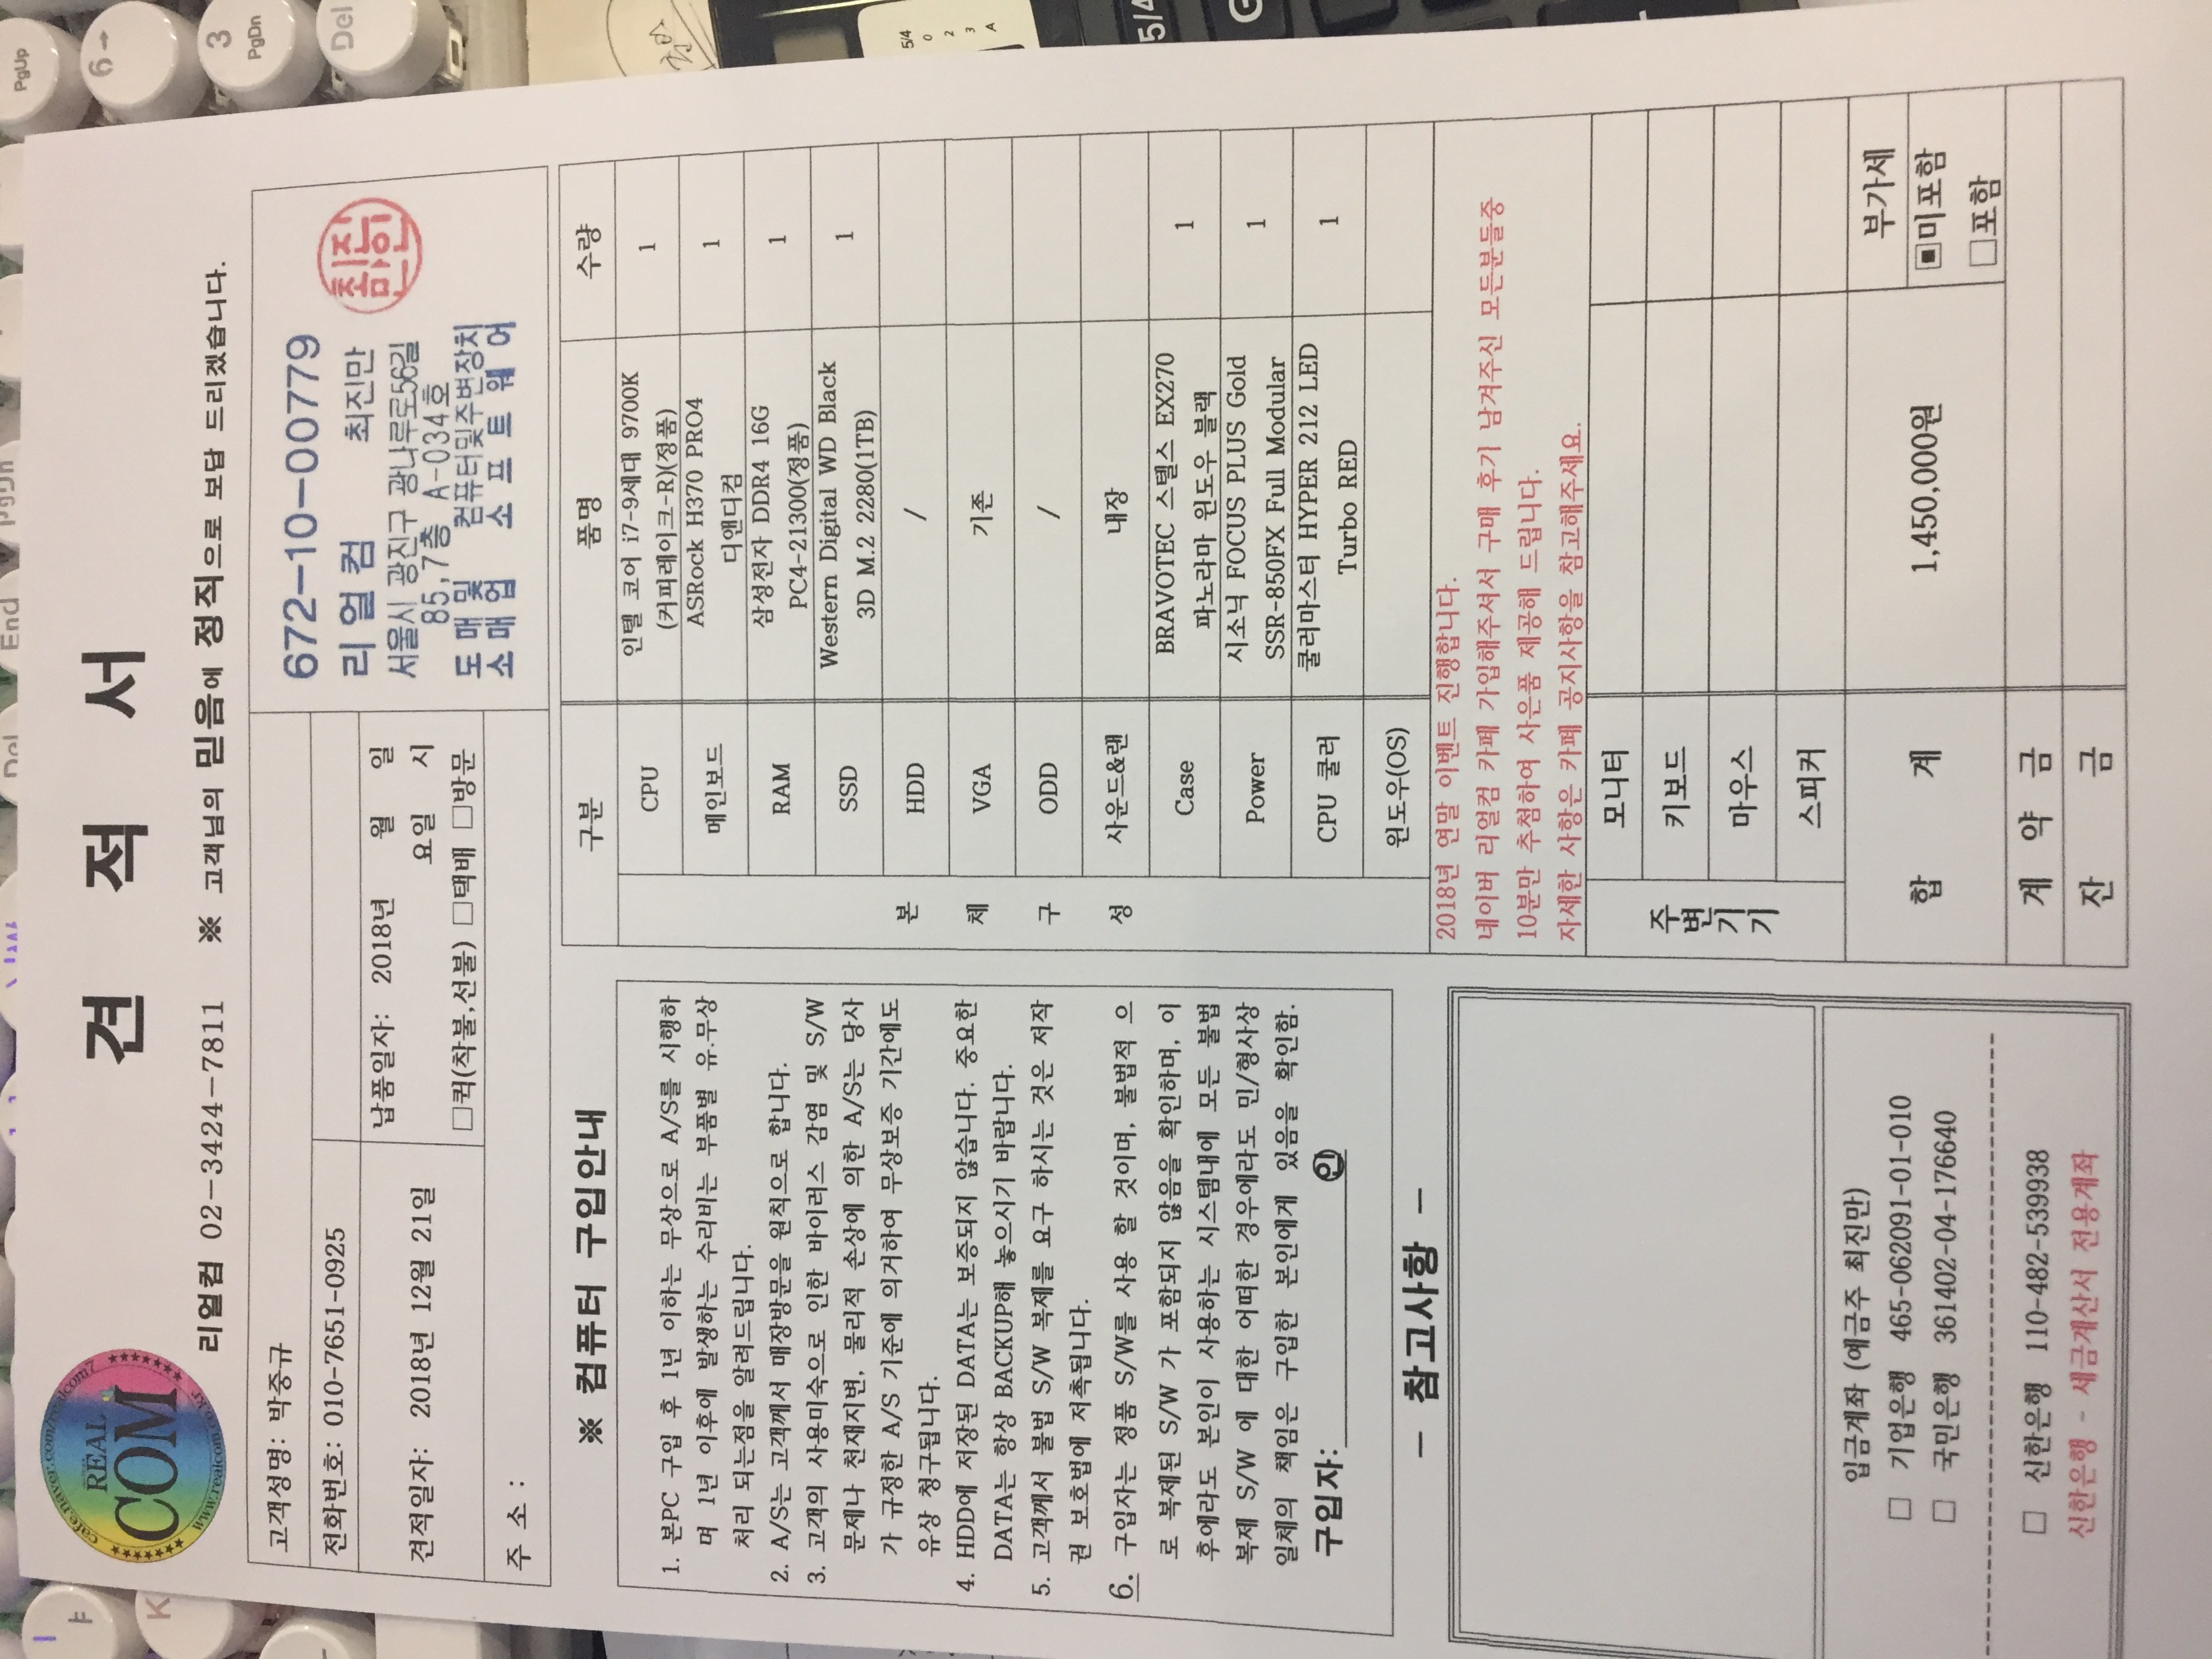 견 적 서
cafe.naver.com/realcom7
REAL
COM
www.realcom.co.kr
리얼컴 02-3424-7811 ※ 고객님의 믿음에 정직으로 보답 드리겠습니다.
고객성명: 박중규
전화번호: 010-7651-0925
견적일자: 2018년 12월 21일
납품일자: 2018년 월 일
요일 시
□퀵(착불,선불) □택배 □방문
주 소 :
672-10-00779
리얼컴 최진만
서울시 광진구 광나루로56길
85,7층 A-034호
도매및 컴퓨터및주변장치
소매업 소프트웨어
최진만인
※ 컴퓨터 구입안내
1. 본PC 구입 후 1년 이하는 무상으로 A/S를 시행하
며 1년 이후에 발생하는 수리비는 부품별 유.무상
처리 되는점을 알려드립니다.
2. A/S는 고객께서 매장방문을 원칙으로 합니다.
3. 고객의 사용미숙으로 인한 바이러스 감염 및 S/W
문제나 천재지변, 물리적 손상에 의한 A/S는 당사
가 규정한 A/S 기준에 의거하여 무상보증 기간에도
유상 청구됩니다.
4. HDD에 저장된 DATA는 보증되지 않습니다. 중요한
DATA는 항상 BACKUP해 놓으시기 바랍니다.
5. 고객께서 불법 S/W 복제를 요구 하시는 것은 저작
권 보호법에 저촉됩니다.
6. 구입자는 정품 S/W를 사용 할 것이며, 불법적 으
로 복제된 S/W 가 포함되지 않음을 확인하며, 이
후에라도 본인이 사용하는 시스템내에 모든 불법
복제 S/W 에 대한 어떠한 경우에라도 민/형사상
일체의 책임은 구입한 본인에게 있음을 확인함.
구입자: 인
- 참고사항 -
입금계좌 (예금주 최진만)
□ 기업은행 465-062091-01-010
□ 국민은행 361402-04-176640
□ 신한은행 110-482-539938
신한은행 - 세금계산서 전용계좌
구분 품명 수량
본 체 구 성
CPU 인텔 코어 i7-9세대 9700K 1
(커피레이크-R)(정품)
메인보드 ASRock H370 PRO4 1
디앤디컴
RAM 삼성전자 DDR4 16G 1
PC4-21300(정품)
SSD Western Digital WD Black 1
3D M.2 2280(1TB)
HDD /
VGA 기존
ODD /
사운드&랜 내장
Case BRAVOTEC 스텔스 EX270 1
파노라마 윈도우 블랙
Power 시소닉 FOCUS PLUS Gold 1
SSR-850FX Full Modular
CPU 쿨러 쿨러마스터 HYPER 212 LED 1
Turbo RED
윈도우(OS)
2018년 연말 이벤트 진행합니다.
네이버 리얼컴 카페 가입해주셔서 구매 후기 남겨주신 모든분들중
10분만 추첨하여 사은품 제공해 드립니다.
자세한 사항은 카페 공지사항을 참고해주세요.
주변기기
모니터
키보드
마우스
스피커
합 계 1,450,000원 부가세
▣미포함
□포함
계 약 금
잔 금
PgUp
6→
3
PgDn
Del
End
5/4
0
2
3
A
5/4
G
K